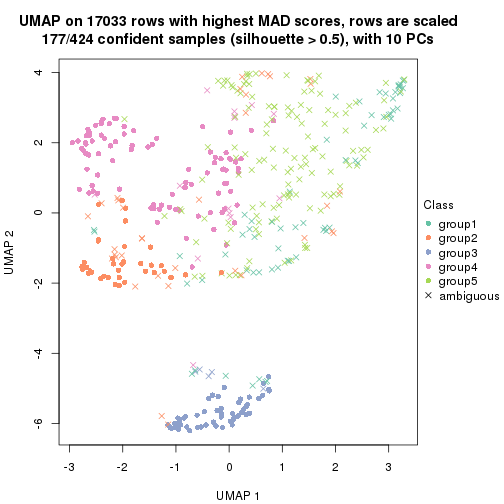 UMAP on 17033 rows with highest MAD scores, rows are scaled
177/424 confident samples (silhouette > 0.5), with 10 PCs
4
2
0
-2
-4
-6
UMAP 2
-3
-2
-1
0
1
2
3
UMAP 1
Class
group1
group2
group3
group4
group5
ambiguous